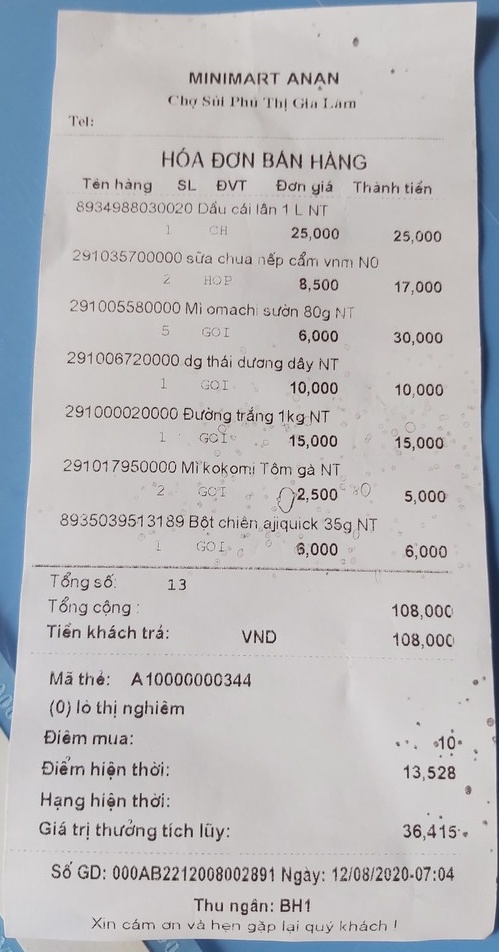 MINIMART ANAN
Chợ Sủi Phú Thị Gia Lâm
Tel:
HÓA ĐƠN BÁN HÀNG
Tên hàng SL ĐVT Đơn giá Thành tiền
8934988030020 Dầu cái lân 1 L NT
1 CH 25,000 25,000
291035700000 sữa chua nếp cẩm vnm N0
2 HOP 8,500 17,000
291005580000 Mì omachi sườn 80g NT
5 GOI 6,000 30,000
291006720000 dg thái dương dây NT
1 GOI 10,000 10,000
291000020000 Đường trắng 1kg NT
1 GOI 15,000 15,000
291017950000 Mì kokomi Tôm gà NT
2 GOI 2,500 5,000
8935039513189 Bột chiên ajiquick 35g NT
1 GOI 6,000 6,000
Tổng số: 13
Tổng cộng : 108,000
Tiền khách trả: VND 108,000
Mã thẻ: A10000000344
(0) lò thị nghiêm
Điểm mua: 10
Điểm hiện thời: 13,528
Hạng hiện thời:
Giá trị thưởng tích lũy: 36,415
Số GD: 000AB2212008002891 Ngày: 12/08/2020-07:04
Thu ngân: BH1
Xin cám ơn và hẹn gặp lại quý khách !